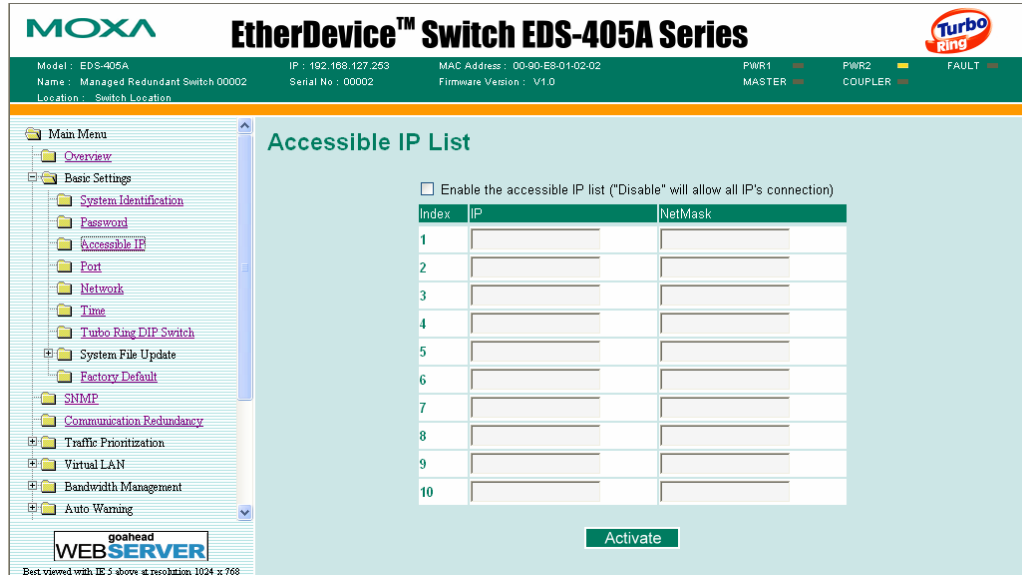 MOXA
EtherDevice™ Switch EDS-405A Series
Turbo
Ring
Model : EDS-405A
IP : 192.168.127.253
MAC Address : 00-90-E8-01-02-02
PWR1
PWR2
FAULT
Name : Managed Redundant Switch 00002
Serial No : 00002
Firmware Version : V1.0
MASTER
COUPLER
Location : Switch Location
Main Menu
Overview
Basic Settings
System Identification
Password
Accessible IP
Port
Network
Time
Turbo Ring DIP Switch
System File Update
Factory Default
SNMP
Communication Redundancy
Traffic Prioritization
Virtual LAN
Bandwidth Management
Auto Warning
goahead
WEBSERVER
Best viewed with IE 5 above at resolution 1024 x 768
Accessible IP List
Enable the accessible IP list ("Disable" will allow all IP's connection)
Index IP NetMask
1
2
3
4
5
6
7
8
9
10
Activate